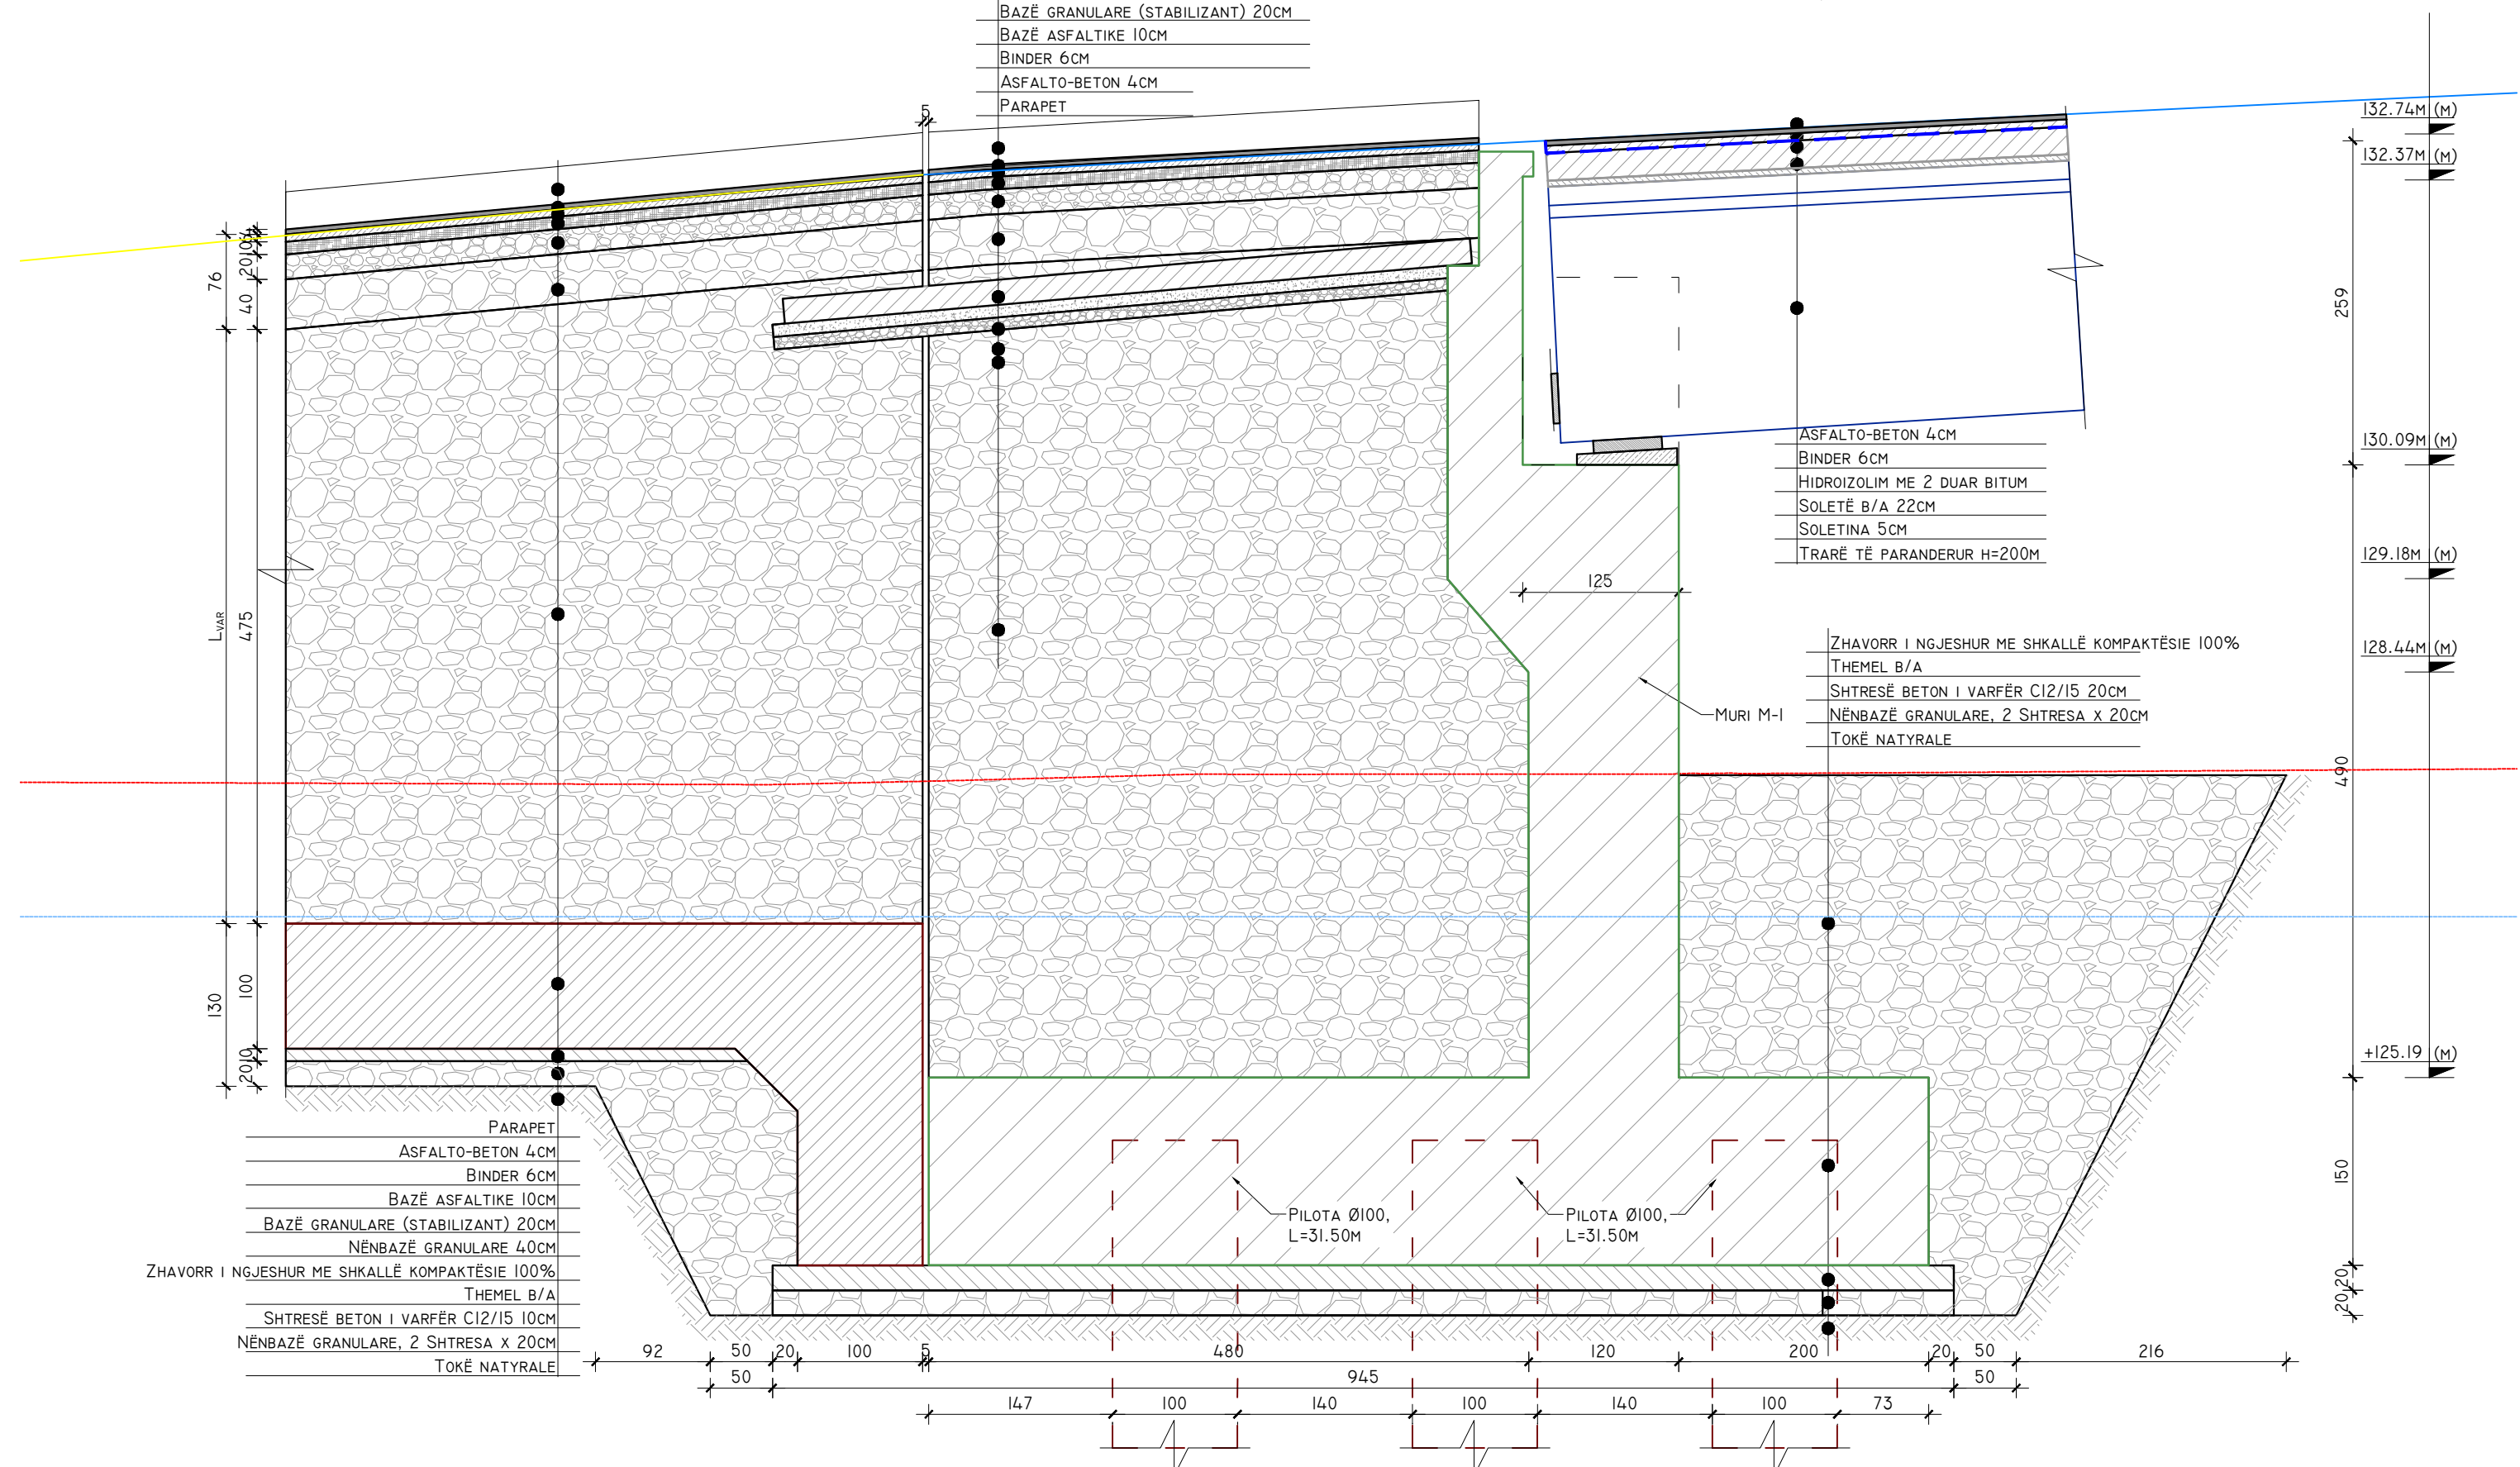 BAZË GRANULARE (STABILIZANT) 20CM
BAZË ASFALTIKE 10CM
BINDER 6CM
ASFALTO-BETON 4CM
PARAPET
5
132.74M (M)
132.37M (M)
130.09M (M)
129.18M (M)
128.44M (M)
+125.19 (M)
259
490
150
20
20
76
LVAR
130
10
20
40
475
100
10
20
ASFALTO-BETON 4CM
BINDER 6CM
HIDROIZOLIM ME 2 DUAR BITUM
SOLETË B/A 22CM
SOLETINA 5CM
TRARË TË PARANDERUR H=200M
125
ZHAVORR I NGJESHUR ME SHKALLË KOMPAKTËSIE 100%
THEMEL B/A
SHTRESË BETON I VARFËR C12/15 20CM
NËNBAZË GRANULARE, 2 SHTRESA X 20CM
TOKË NATYRALE
MURI M-1
PARAPET
ASFALTO-BETON 4CM
BINDER 6CM
BAZË ASFALTIKE 10CM
BAZË GRANULARE (STABILIZANT) 20CM
NËNBAZË GRANULARE 40CM
ZHAVORR I NGJESHUR ME SHKALLË KOMPAKTËSIE 100%
THEMEL B/A
SHTRESË BETON I VARFËR C12/15 10CM
NËNBAZË GRANULARE, 2 SHTRESA X 20CM
TOKË NATYRALE
PILOTA Ø100,
L=31.50M
PILOTA Ø100,
L=31.50M
92 50 20 100 5 480 120 200 20 50 216
50 945 50
147 100 140 100 140 100 73